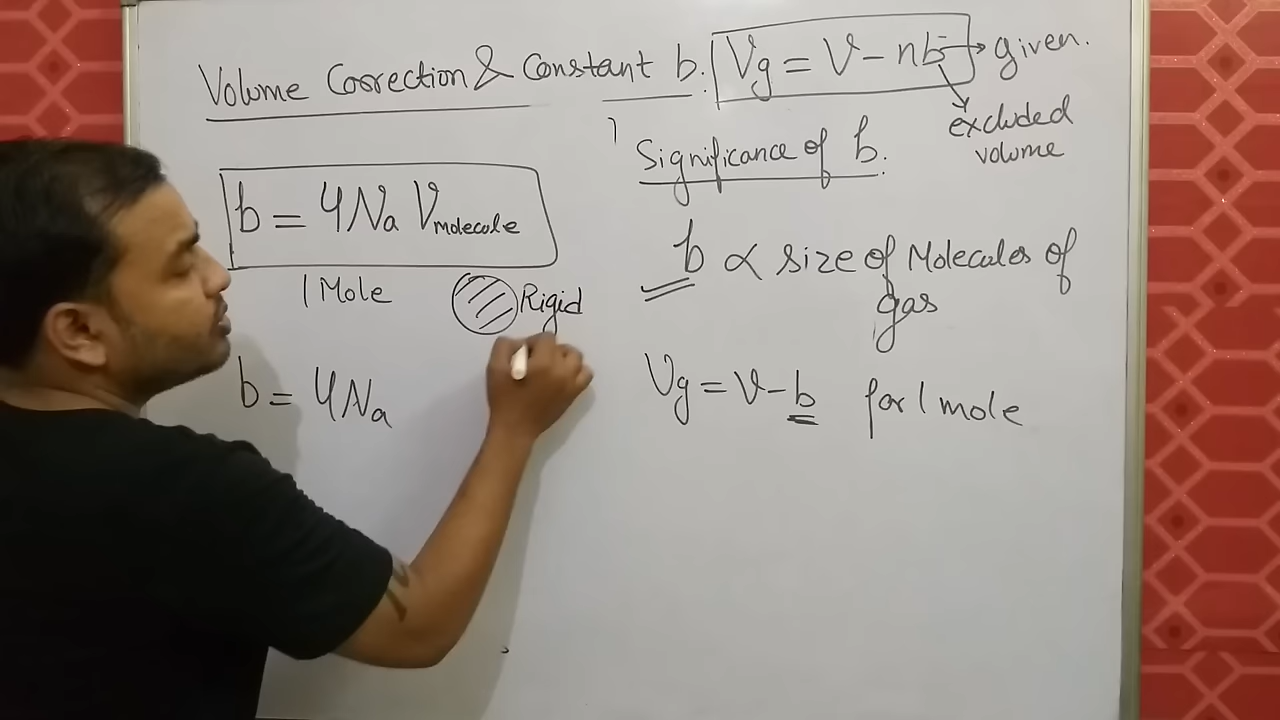 Volume Correction & Constant b.
Vg = V - nb → given.
excluded
volume
b = 4Na Vmolecule
1 Mole
Rigid
b = 4Na
Significance of b.
b ∝ size of Molecules of
gas
Vg = V - b for 1 mole